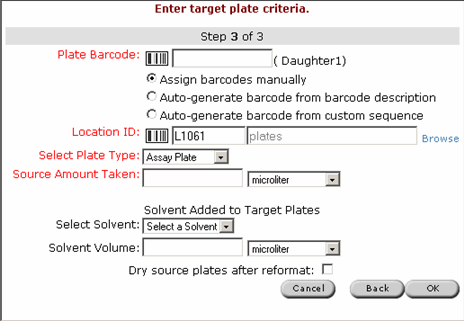 Enter target plate criteria.
Step 3 of 3
Plate Barcode: ( Daughter1)
Assign barcodes manually
Auto-generate barcode from barcode description
Auto-generate barcode from custom sequence
Location ID: L1061 plates Browse
Select Plate Type: Assay Plate
Source Amount Taken: microliter
Solvent Added to Target Plates
Select Solvent: Select a Solvent
Solvent Volume: microliter
Dry source plates after reformat:
Cancel Back OK